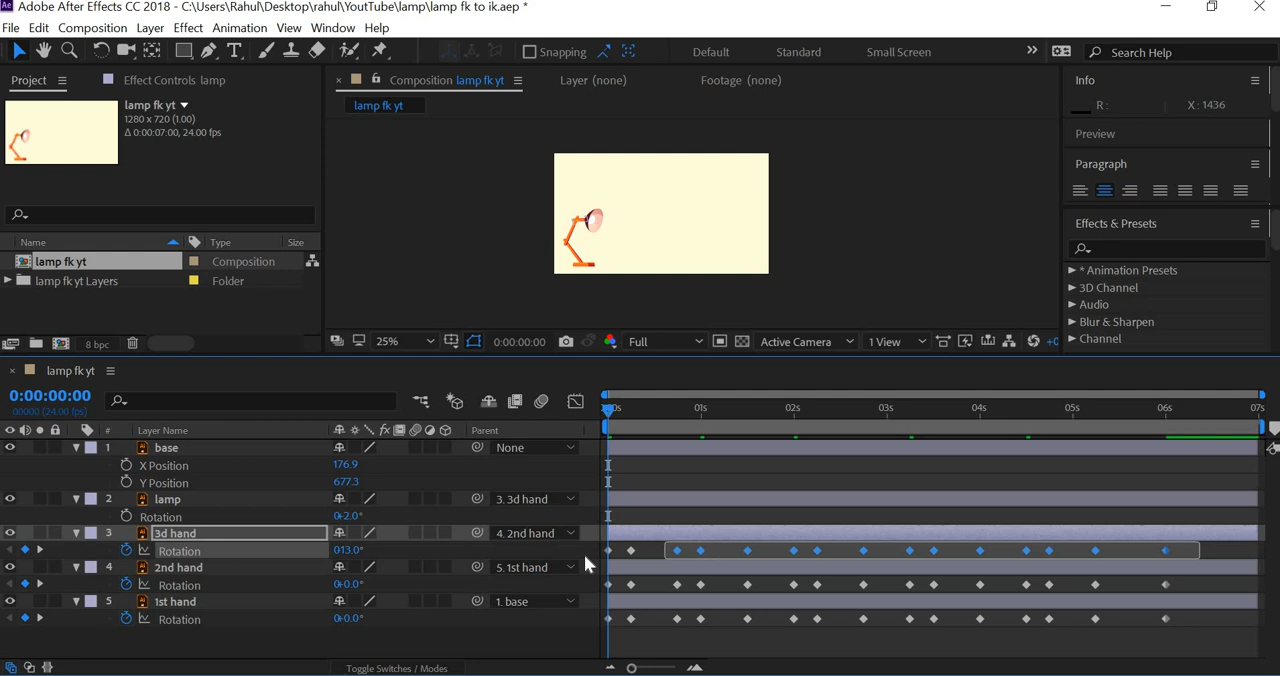 Adobe After Effects CC 2018 - C:\Users\Rahul\Desktop\rahul\YouTube\lamp\lamp fk to ik.aep *
File Edit Composition Layer Effect Animation View Window Help
Snapping Default Standard Small Screen Search Help
Project Effect Controls lamp Composition lamp fk yt Layer (none) Footage (none) Info
lamp fk yt
lamp fk yt
1280 x 720 (1.00)
Δ 0:00:07:00, 24.00 fps
R : X : 1436
Preview
Paragraph
Effects & Presets
Name Type Size
lamp fk yt Composition
lamp fk yt Layers Folder
* Animation Presets
3D Channel
Audio
Blur & Sharpen
Channel
8 bpc 25% 0:00:00:00 Full Active Camera 1 View +0
lamp fk yt
0:00:00:00
00000 (24.00 fps)
01s 02s 03s 04s 05s 06s 07s
Layer Name Parent
1 base None
X Position 176.9
Y Position 677.3
2 lamp 3. 3d hand
Rotation 0x+2.0°
3 3d hand 4. 2nd hand
Rotation 0x-13.0°
4 2nd hand 5. 1st hand
Rotation 0x+0.0°
5 1st hand 1. base
Rotation 0x+0.0°
Toggle Switches / Modes